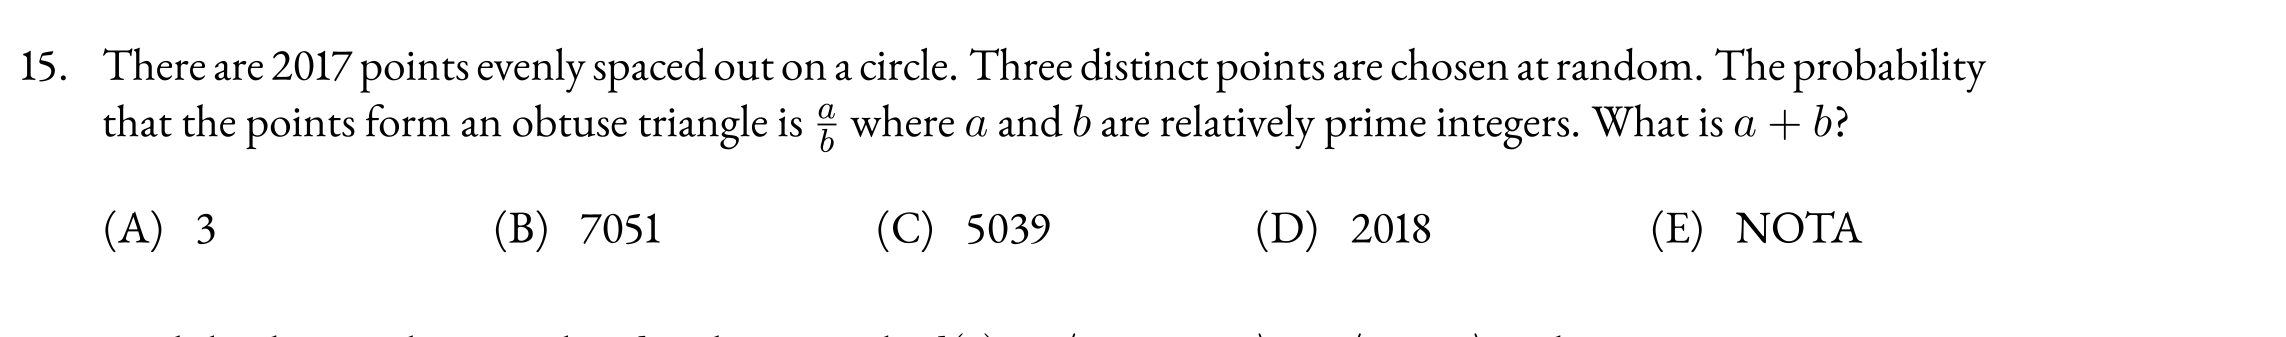 15. There are 2017 points evenly spaced out on a circle. Three distinct points are chosen at random. The probability
that the points form an obtuse triangle is a/b where a and b are relatively prime integers. What is a + b?
(A) 3 (B) 7051 (C) 5039 (D) 2018 (E) NOTA